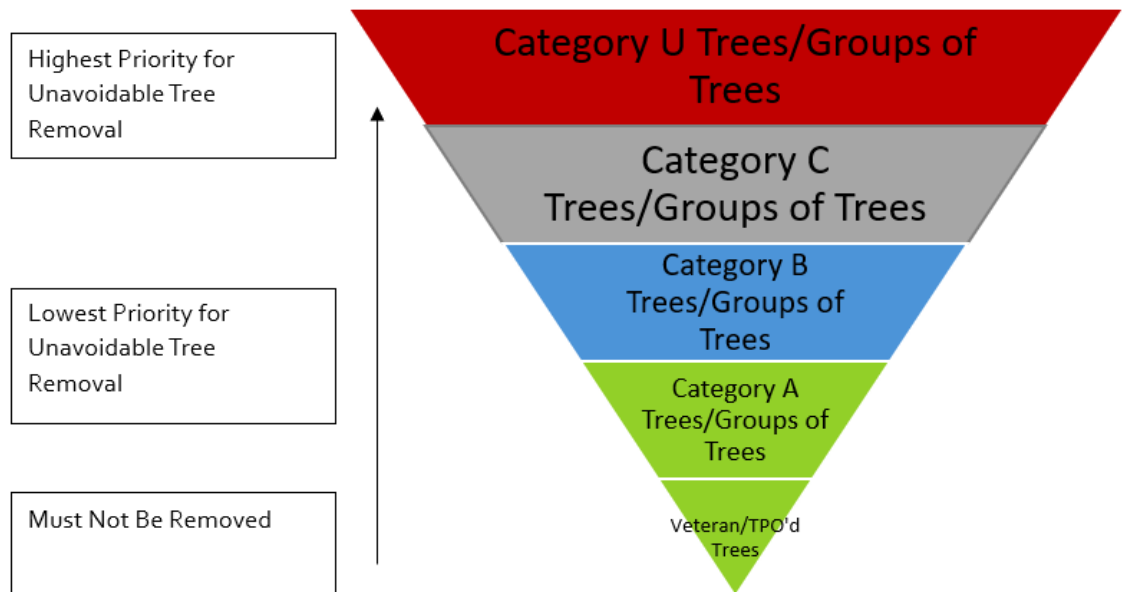 Highest Priority for
Unavoidable Tree
Removal
Category U Trees/Groups of
Trees
Category C
Trees/Groups of Trees
Category B
Trees/Groups of
Trees
Lowest Priority for
Unavoidable Tree
Removal
Category A
Trees/Groups of
Trees
Must Not Be Removed
Veteran/TPO'd
Trees